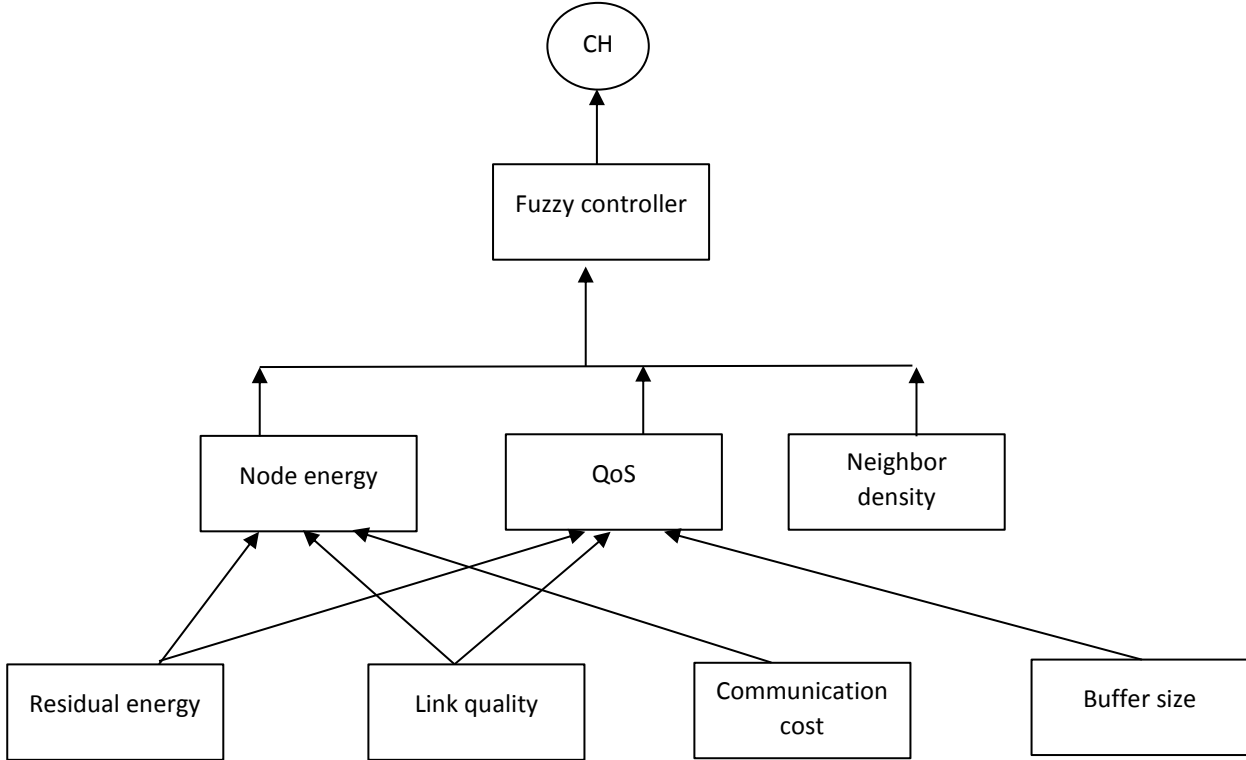 CH
Fuzzy controller
Node energy
QoS
Neighbor
density
Residual energy
Link quality
Communication
cost
Buffer size